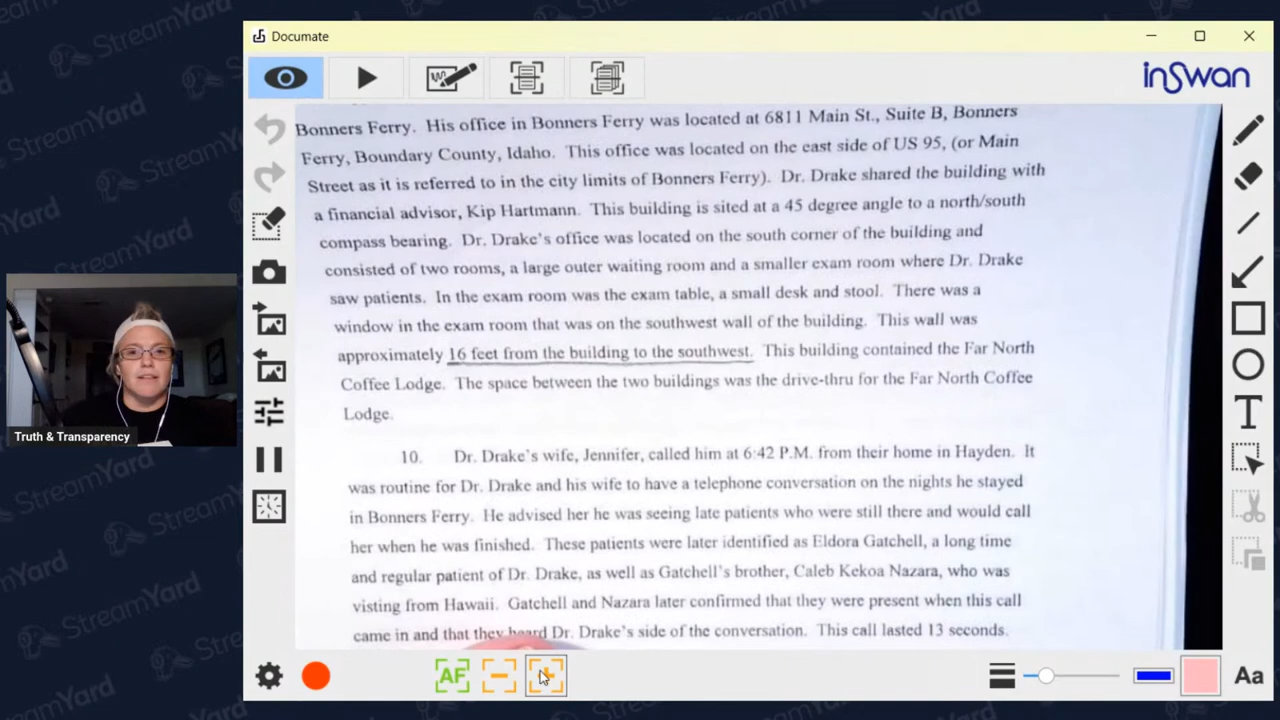 StreamYard
Documate
inSwan
Bonners Ferry. His office in Bonners Ferry was located at 6811 Main St., Suite B, Bonners
Ferry, Boundary County, Idaho. This office was located on the east side of US 95, (or Main
Street as it is referred to in the city limits of Bonners Ferry). Dr. Drake shared the building with
a financial advisor, Kip Hartmann. This building is sited at a 45 degree angle to a north/south
compass bearing. Dr. Drake's office was located on the south corner of the building and
consisted of two rooms, a large outer waiting room and a smaller exam room where Dr. Drake
saw patients. In the exam room was the exam table, a small desk and stool. There was a
window in the exam room that was on the southwest wall of the building. This wall was
approximately 16 feet from the building to the southwest. This building contained the Far North
Coffee Lodge. The space between the two buildings was the drive-thru for the Far North Coffee
Lodge.
10. Dr. Drake's wife, Jennifer, called him at 6:42 P.M. from their home in Hayden. It
was routine for Dr. Drake and his wife to have a telephone conversation on the nights he stayed
in Bonners Ferry. He advised her he was seeing late patients who were still there and would call
her when he was finished. These patients were later identified as Eldora Gatchell, a long time
and regular patient of Dr. Drake, as well as Gatchell's brother, Caleb Kekoa Nazara, who was
visting from Hawaii. Gatchell and Nazara later confirmed that they were present when this call
came in and that they heard Dr. Drake's side of the conversation. This call lasted 13 seconds.
Truth & Transparency
AF
T
Aa